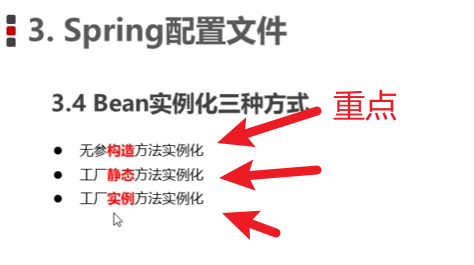 3. Spring配置文件
3.4 Bean实例化三种方式
重点
无参构造方法实例化
工厂静态方法实例化
工厂实例方法实例化